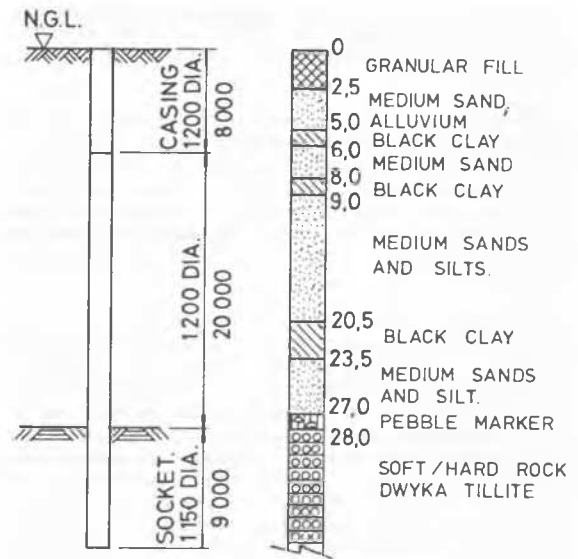 N.G.L.
CASING
1200 DIA.
8 000
1200 DIA.
20 000
SOCKET.
1150 DIA.
9 000
0
GRANULAR FILL
2,5
MEDIUM SAND,
ALLUVIUM
5,0
BLACK CLAY
6,0
MEDIUM SAND
8,0
BLACK CLAY
9,0
MEDIUM SANDS
AND SILTS.
20,5
BLACK CLAY
23,5
MEDIUM SANDS
AND SILT.
27,0
PEBBLE MARKER
28,0
SOFT/HARD ROCK
DWYKA TILLITE